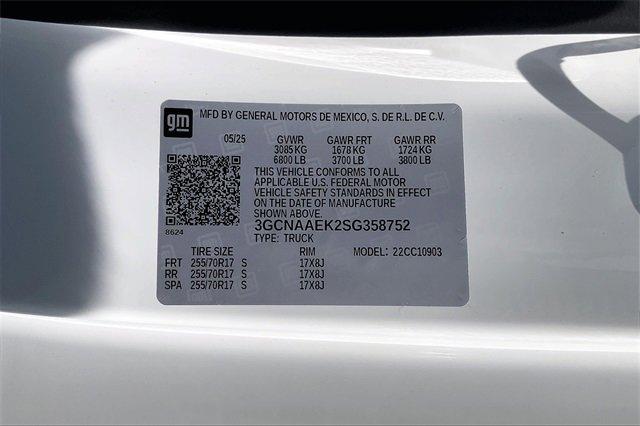 gm MFD BY GENERAL MOTORS DE MEXICO, S. DE R.L. DE C.V.
05/25 GVWR GAWR FRT GAWR RR
3085 KG 1678 KG 1724 KG
6800 LB 3700 LB 3800 LB
THIS VEHICLE CONFORMS TO ALL
APPLICABLE U.S. FEDERAL MOTOR
VEHICLE SAFETY STANDARDS IN EFFECT
ON THE DATE OF MANUFACTURE
SHOWN ABOVE.
3GCNAAEK2SG358752
8624
TYPE: TRUCK
TIRE SIZE RIM MODEL: 22CC10903
FRT 255/70R17 S 17X8J
RR 255/70R17 S 17X8J
SPA 255/70R17 S 17X8J